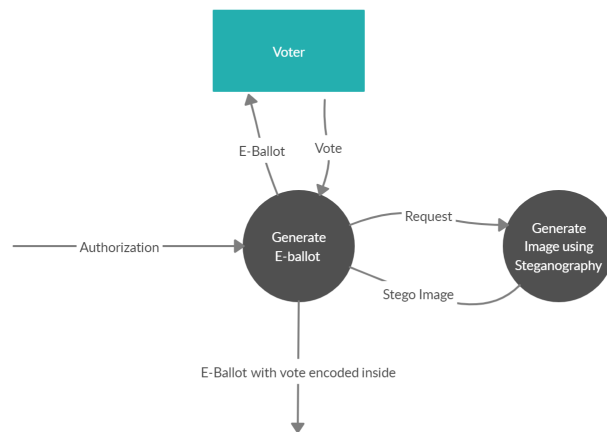 Voter
E-Ballot
Vote
Authorization
Generate
E-ballot
Request
Generate
Image using
Steganography
Stego Image
E-Ballot with vote encoded inside